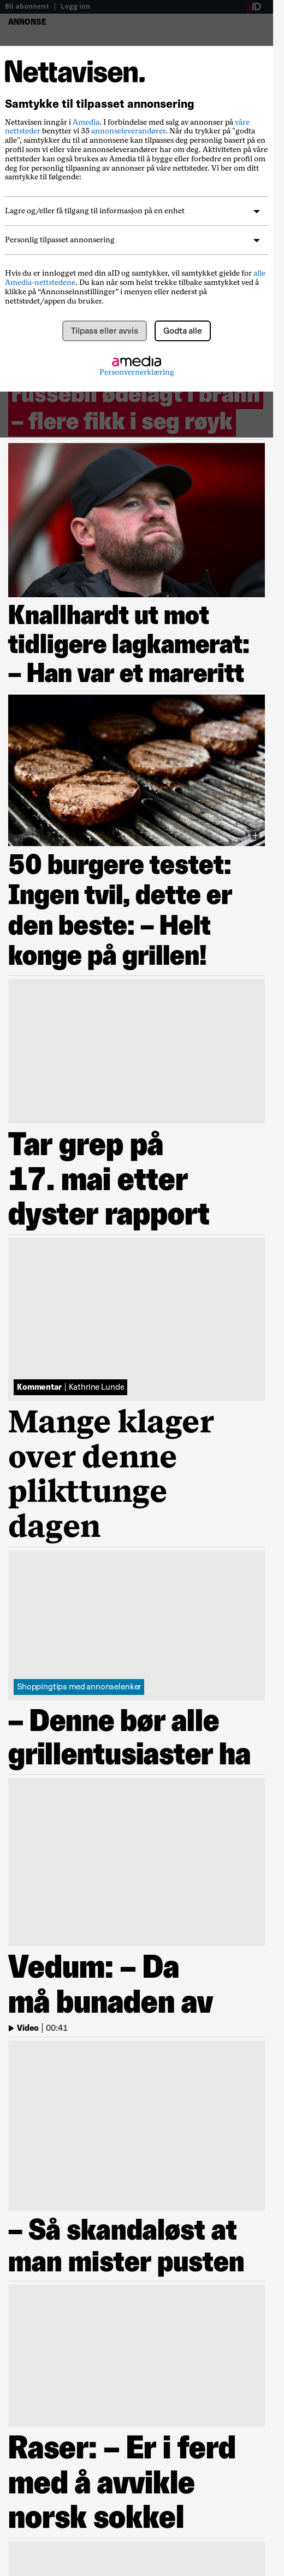 Bli abonnent | Logg inn
aID
ANNONSE
Nettavisen.
Samtykke til tilpasset annonsering
Nettavisen inngår i Amedia. I forbindelse med salg av annonser på våre
nettsteder benytter vi 35 annonseleverandører. Når du trykker på "godta
alle", samtykker du til at annonsene kan tilpasses deg personlig basert på en
profil som vi eller våre annonseleverandører har om deg. Aktiviteten på våre
nettsteder kan også brukes av Amedia til å bygge eller forbedre en profil om
deg for personlig tilpasning av annonser på våre nettsteder. Vi ber om ditt
samtykke til følgende:
Lagre og/eller få tilgang til informasjon på en enhet
Personlig tilpasset annonsering
Hvis du er innlogget med din aID og samtykker, vil samtykket gjelde for alle
Amedia-nettstedene. Du kan når som helst trekke tilbake samtykket ved å
klikke på “Annonseinnstillinger” i menyen eller nederst på
nettstedet/appen du bruker.
Tilpass eller avvis
Godta alle
amedia
Personvernerklæring
russebil ødelagt i brann
– flere fikk i seg røyk
Knallhardt ut mot
tidligere lagkamerat:
– Han var et mareritt
50 burgere testet:
Ingen tvil, dette er
den beste: – Helt
konge på grillen!
Tar grep på
17. mai etter
dyster rapport
Kommentar | Kathrine Lunde
Mange klager
over denne
plikttunge
dagen
Shoppingtips med annonselenker
– Denne bør alle
grillentusiaster ha
Vedum: – Da
må bunaden av
Video | 00:41
– Så skandaløst at
man mister pusten
Raser: – Er i ferd
med å avvikle
norsk sokkel